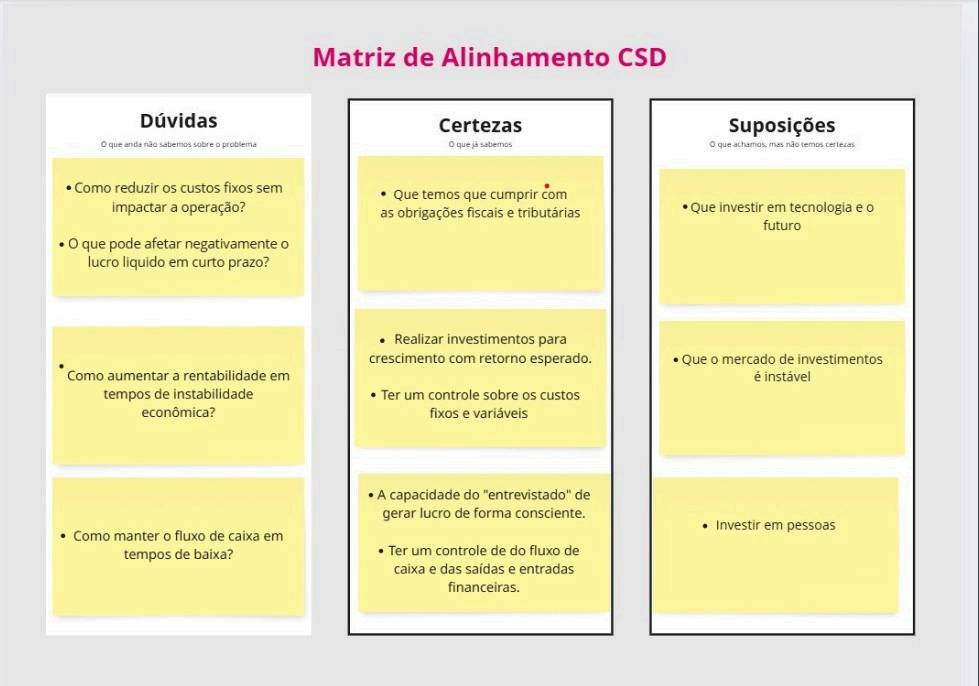 Matriz de Alinhamento CSD
Dúvidas
O que anda não sabemos sobre o problema
• Como reduzir os custos fixos sem
impactar a operação?
• O que pode afetar negativamente o
lucro liquido em curto prazo?
•
Como aumentar a rentabilidade em
tempos de instabilidade
econômica?
• Como manter o fluxo de caixa em
tempos de baixa?
Certezas
O que já sabemos
• Que temos que cumprir com
as obrigações fiscais e tributárias
• Realizar investimentos para
crescimento com retorno esperado.
• Ter um controle sobre os custos
fixos e variáveis
• A capacidade do "entrevistado" de
gerar lucro de forma consciente.
• Ter um controle de do fluxo de
caixa e das saídas e entradas
financeiras.
Suposições
O que achamos, mas não temos certezas
• Que investir em tecnologia e o
futuro
• Que o mercado de investimentos
é instável
• Investir em pessoas